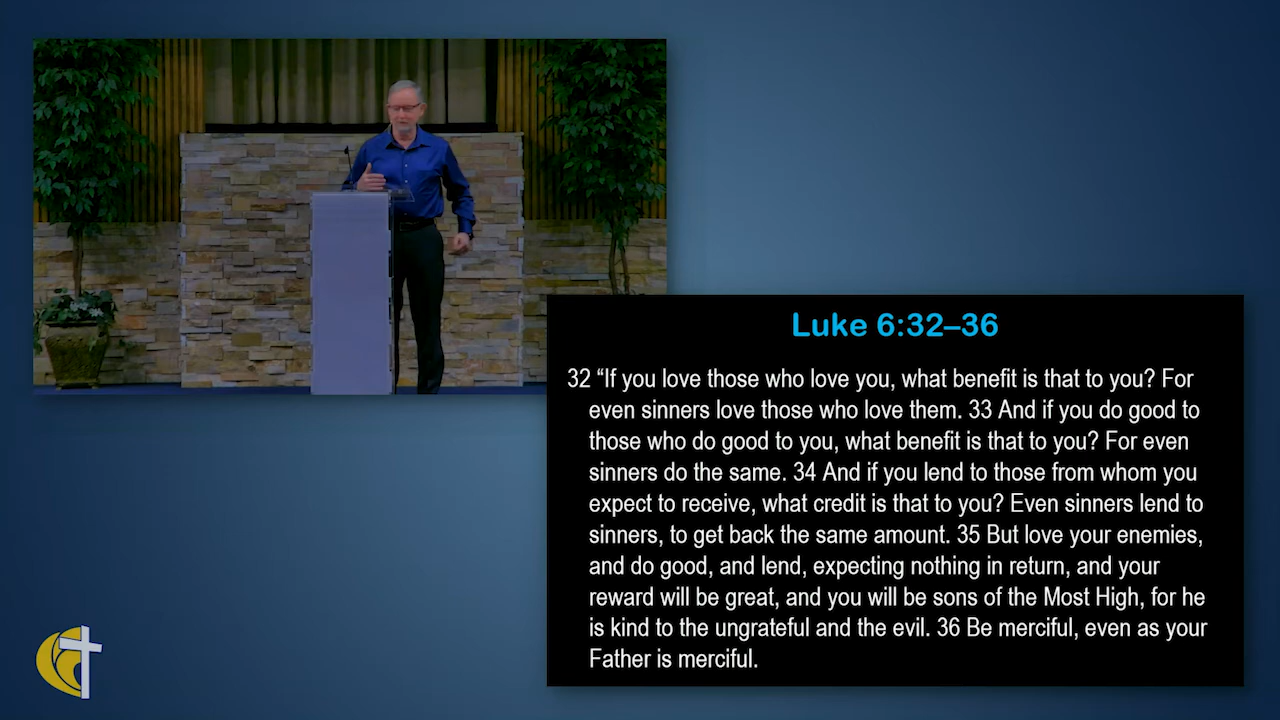 Luke 6:32–36
32 “If you love those who love you, what benefit is that to you? For
even sinners love those who love them. 33 And if you do good to
those who do good to you, what benefit is that to you? For even
sinners do the same. 34 And if you lend to those from whom you
expect to receive, what credit is that to you? Even sinners lend to
sinners, to get back the same amount. 35 But love your enemies,
and do good, and lend, expecting nothing in return, and your
reward will be great, and you will be sons of the Most High, for he
is kind to the ungrateful and the evil. 36 Be merciful, even as your
Father is merciful.